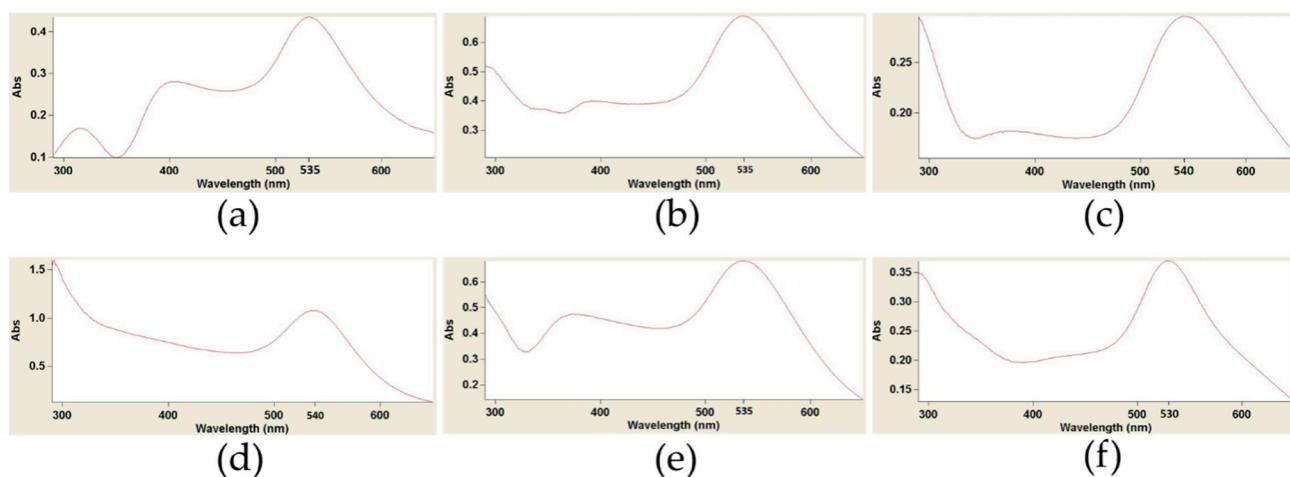 Abs
0.4
0.3
0.2
0.1
300 400 500 535 600
Wavelength (nm)
(a)
Abs
0.6
0.5
0.4
0.3
300 400 500 535 600
Wavelength (nm)
(b)
Abs
0.25
0.20
300 400 500 540 600
Wavelength (nm)
(c)
Abs
1.5
1.0
0.5
300 400 500 540 600
Wavelength (nm)
(d)
Abs
0.6
0.5
0.4
0.3
0.2
300 400 500 535 600
Wavelength (nm)
(e)
Abs
0.35
0.30
0.25
0.20
0.15
300 400 500 530 600
Wavelength (nm)
(f)